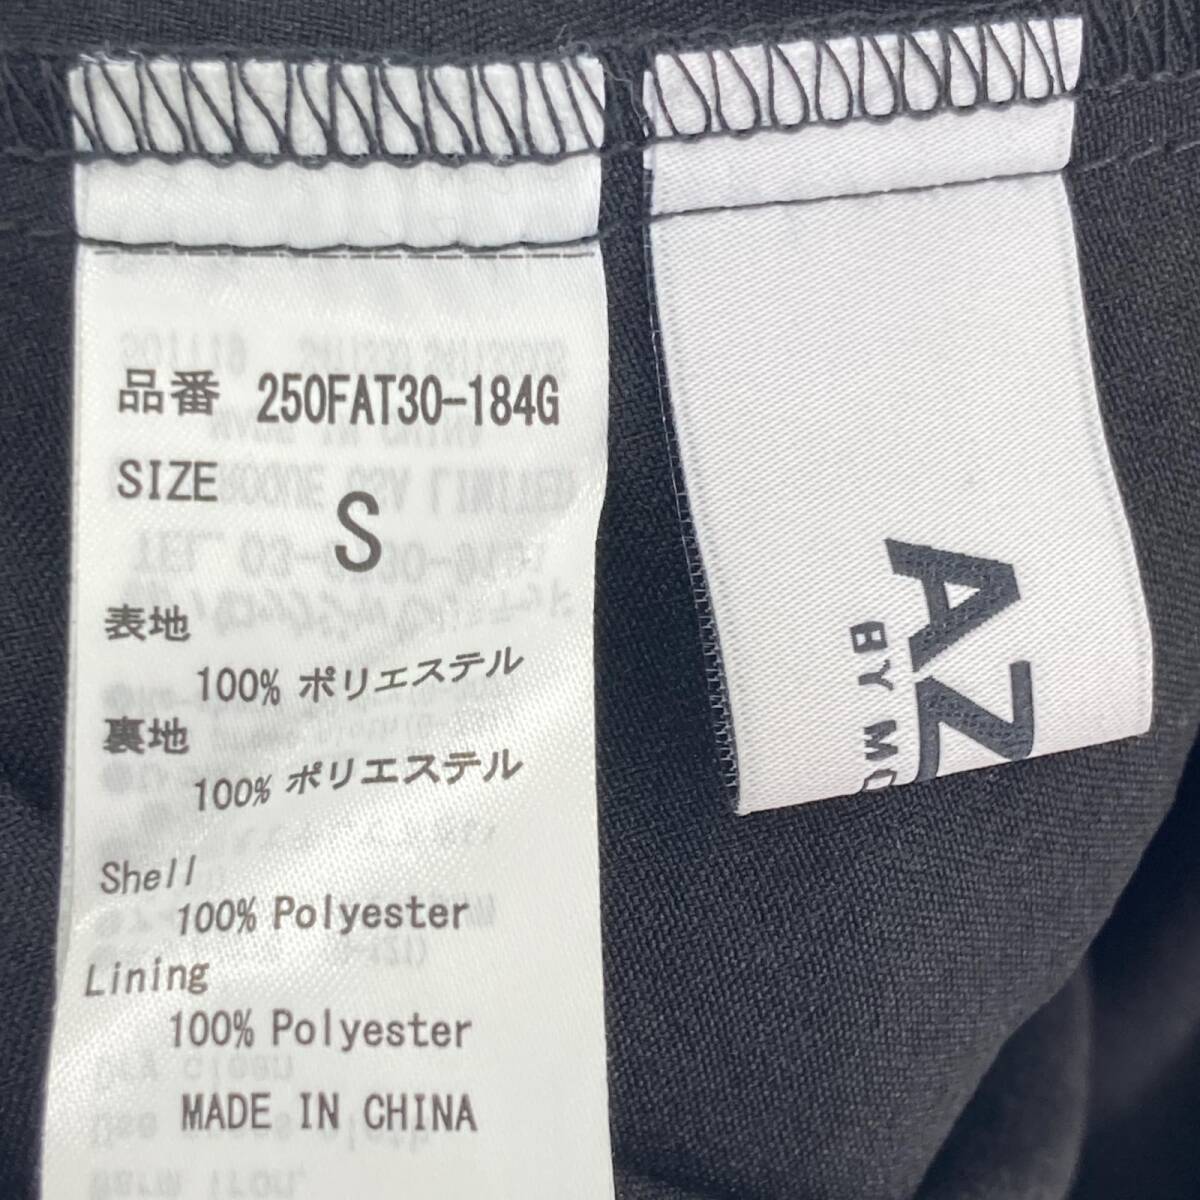 品番 250FAT30-184G
SIZE
S
表地
100% ポリエステル
裏地
100% ポリエステル
Shell
100% Polyester
Lining
100% Polyester
MADE IN CHINA
AZ
BY MO